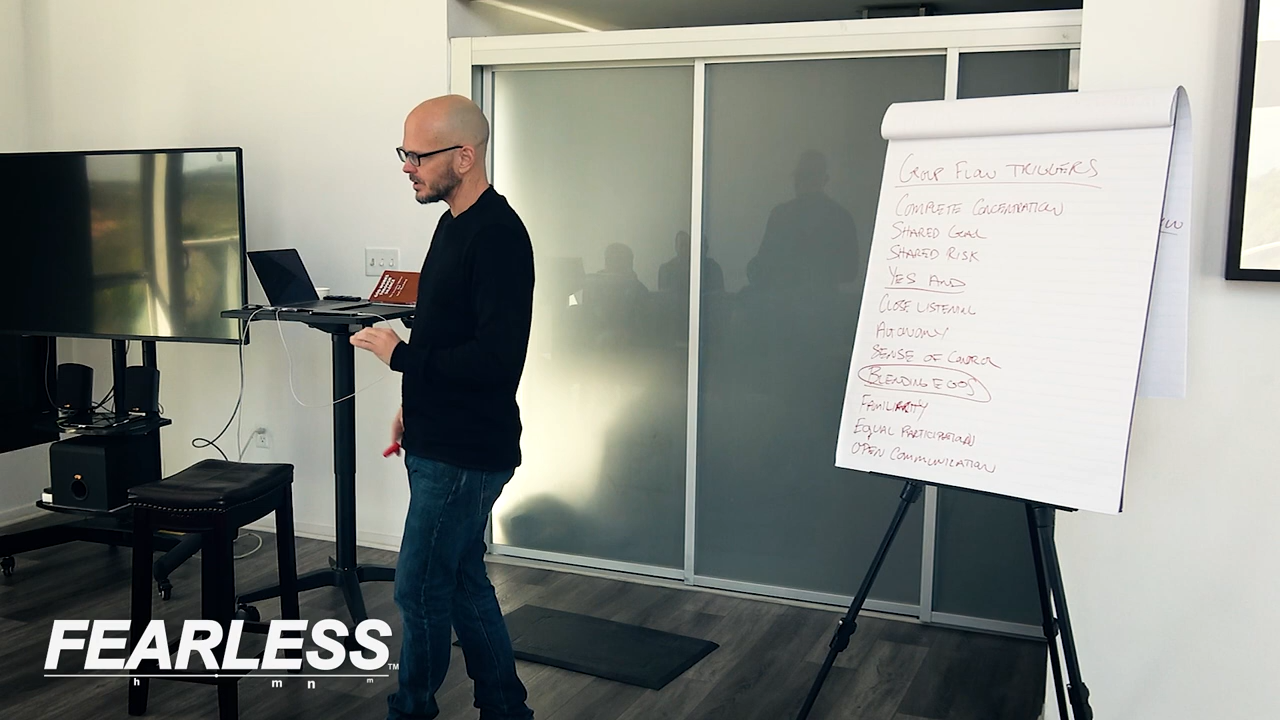 GROUP FLOW TRIGGERS
COMPLETE CONCENTRATION
SHARED GOAL
SHARED RISK
YES AND
CLOSE LISTENING
AUTONOMY
SENSE OF CONTROL
BLENDING EGOS
FAMILIARITY
EQUAL PARTICIPATION
OPEN COMMUNICATION
FEARLESS™
h i m n m